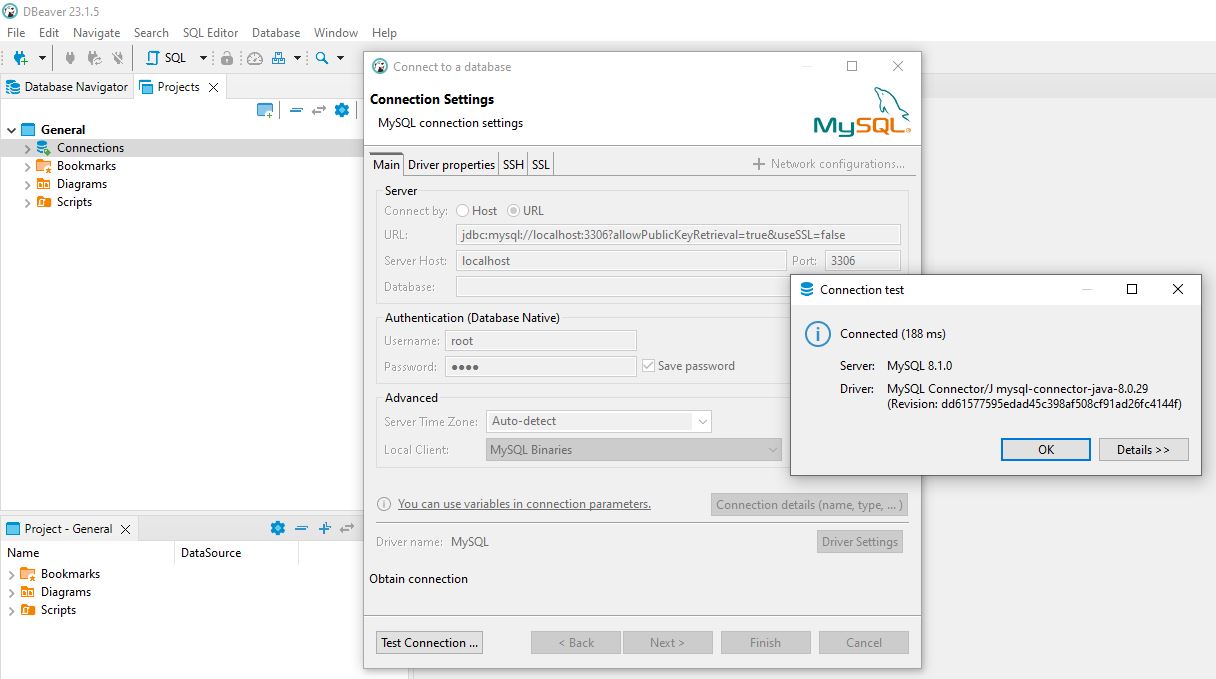 DBeaver 23.1.5
File Edit Navigate Search SQL Editor Database Window Help
SQL
Database Navigator Projects
General
Connections
Bookmarks
Diagrams
Scripts
Project - General
Name DataSource
Bookmarks
Diagrams
Scripts
Connect to a database
Connection Settings
MySQL connection settings
MySQL®
Main Driver properties SSH SSL Network configurations...
Server
Connect by: Host URL
URL: jdbc:mysql://localhost:3306?allowPublicKeyRetrieval=true&useSSL=false
Server Host: localhost Port: 3306
Database:
Authentication (Database Native)
Username: root
Password: •••• Save password
Advanced
Server Time Zone: Auto-detect
Local Client: MySQL Binaries
You can use variables in connection parameters. Connection details (name, type, ... )
Driver name: MySQL Driver Settings
Obtain connection
Test Connection ... < Back Next > Finish Cancel
Connection test
Connected (188 ms)
Server: MySQL 8.1.0
Driver: MySQL Connector/J mysql-connector-java-8.0.29
(Revision: dd61577595edad45c398af508cf91ad26fc4144f)
OK Details >>